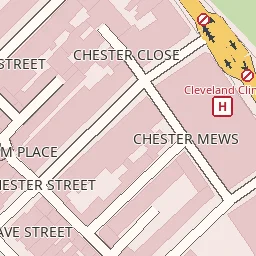 CHESTER CLOSE
STREET
Cleveland Clin
H
CHESTER MEWS
M PLACE
HESTER STREET
AVE STREET